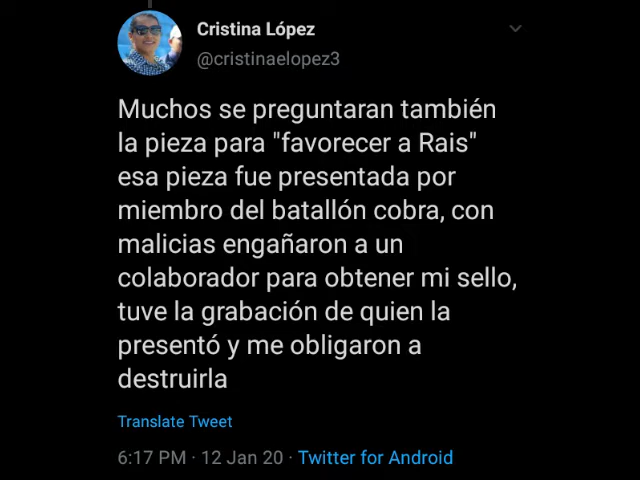 Cristina López
@cristinaelopez3
Muchos se preguntaran también
la pieza para "favorecer a Rais"
esa pieza fue presentada por
miembro del batallón cobra, con
malicias engañaron a un
colaborador para obtener mi sello,
tuve la grabación de quien la
presentó y me obligaron a
destruirla
Translate Tweet
6:17 PM · 12 Jan 20 · Twitter for Android